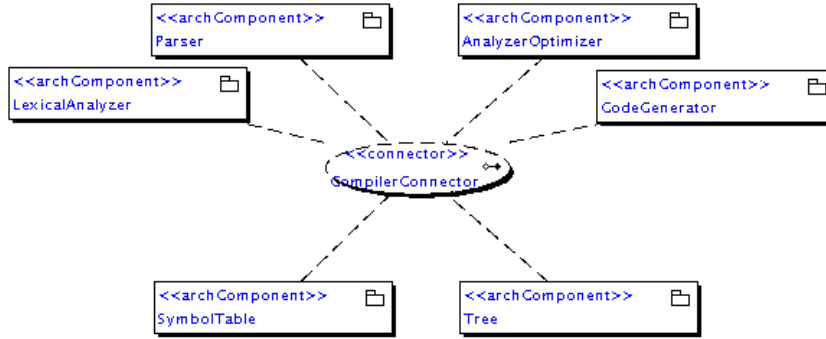 <<archComponent>>
Parser
<<archComponent>>
AnalyzerOptimizer
<<archComponent>>
LexicalAnalyzer
<<archComponent>>
CodeGenerator
<<connector>>
CompilerConnector
<<archComponent>>
SymbolTable
<<archComponent>>
Tree